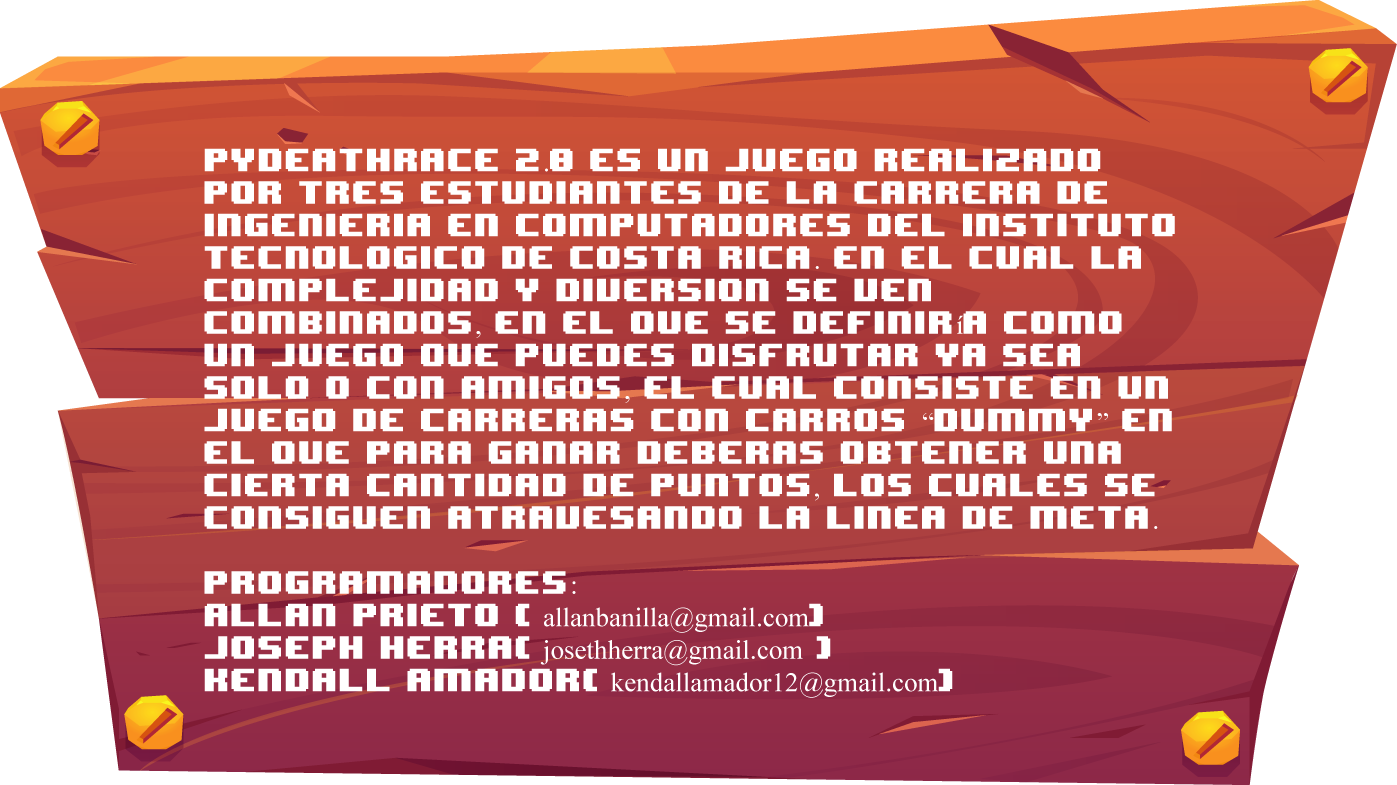 PYDEATHRACE 2.0 ES UN JUEGO REALIZADO
POR TRES ESTUDIANTES DE LA CARRERA DE
INGENIERIA EN COMPUTADORES DEL INSTITUTO
TECNOLOGICO DE COSTA RICA. EN EL CUAL LA
COMPLEJIDAD Y DIVERSION SE VEN
COMBINADOS, EN EL QUE SE DEFINIRíA COMO
UN JUEGO QUE PUEDES DISFRUTAR YA SEA
SOLO O CON AMIGOS, EL CUAL CONSISTE EN UN
JUEGO DE CARRERAS CON CARROS “DUMMY” EN
EL QUE PARA GANAR DEBERAS OBTENER UNA
CIERTA CANTIDAD DE PUNTOS, LOS CUALES SE
CONSIGUEN ATRAVESANDO LA LINEA DE META.
PROGRAMADORES:
ALLAN PRIETO ( allanbanilla@gmail.com)
JOSEPH HERRA( josethherra@gmail.com )
KENDALL AMADOR( kendallamador12@gmail.com)